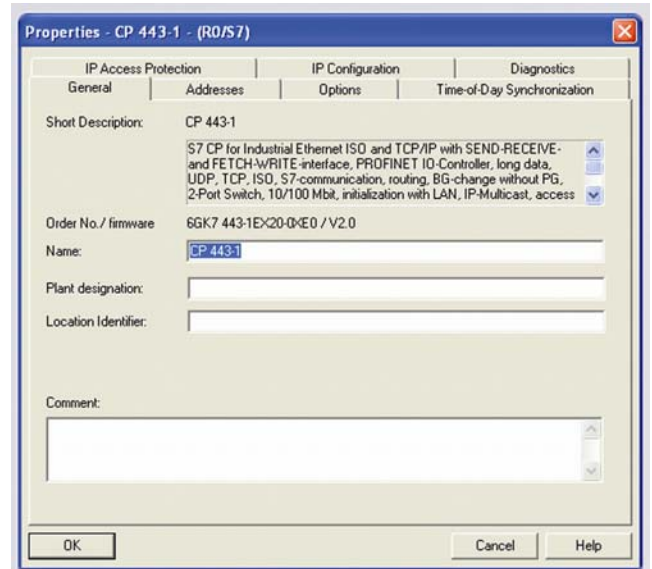 Properties - CP 443-1 - (R0/S7)
IP Access Protection IP Configuration Diagnostics
General Addresses Options Time-of-Day Synchronization
Short Description: CP 443-1
S7 CP for Industrial Ethernet ISO and TCP/IP with SEND-RECEIVE-
and FETCH-WRITE-interface, PROFINET IO-Controller, long data,
UDP, TCP, ISO, S7-communication, routing, BG-change without PG,
2-Port Switch, 10/100 Mbit, initialization with LAN, IP-Multicast, access
Order No./ firmware 6GK7 443-1EX20-0XE0 / V2.0
Name: CP 443-1
Plant designation:
Location Identifier:
Comment:
OK Cancel Help